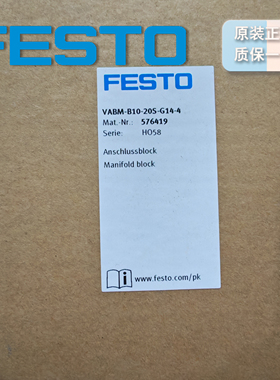 FESTO
原装正
质保一
FESTO
VABM-B10-20S-G14-4
Mat.-Nr.: 576419
Serie: HO58
Anschlussblock
Manifold block
www.festo.com/pk